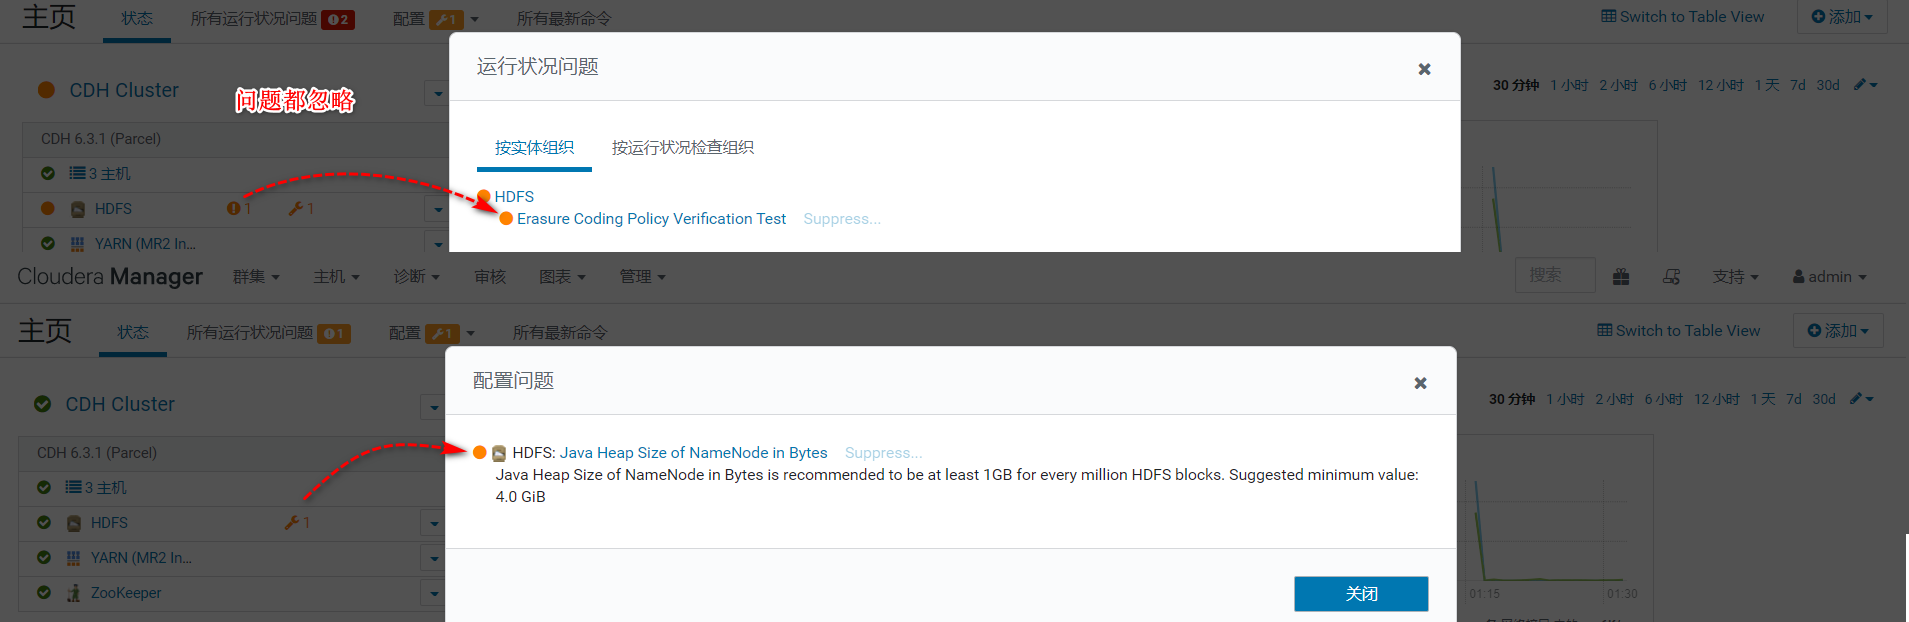 主页 状态 所有运行状况问题 2 配置 1 所有最新命令 Switch to Table View 添加
运行状况问题
CDH Cluster 问题都忽略 30 分钟 1 小时 2 小时 6 小时 12 小时 1 天 7d 30d
CDH 6.3.1 (Parcel)
按实体组织 按运行状况检查组织
3 主机
HDFS
HDFS 1 1
Erasure Coding Policy Verification Test Suppress...
YARN (MR2 In...
Cloudera Manager 群集 主机 诊断 审核 图表 管理 搜索 支持 admin
主页 状态 所有运行状况问题 1 配置 1 所有最新命令 Switch to Table View 添加
配置问题
CDH Cluster 30 分钟 1 小时 2 小时 6 小时 12 小时 1 天 7d 30d
CDH 6.3.1 (Parcel)
HDFS: Java Heap Size of NameNode in Bytes Suppress...
Java Heap Size of NameNode in Bytes is recommended to be at least 1GB for every million HDFS blocks. Suggested minimum value:
4.0 GiB
3 主机
HDFS 1
YARN (MR2 In...
ZooKeeper
关闭
01:15 01:30